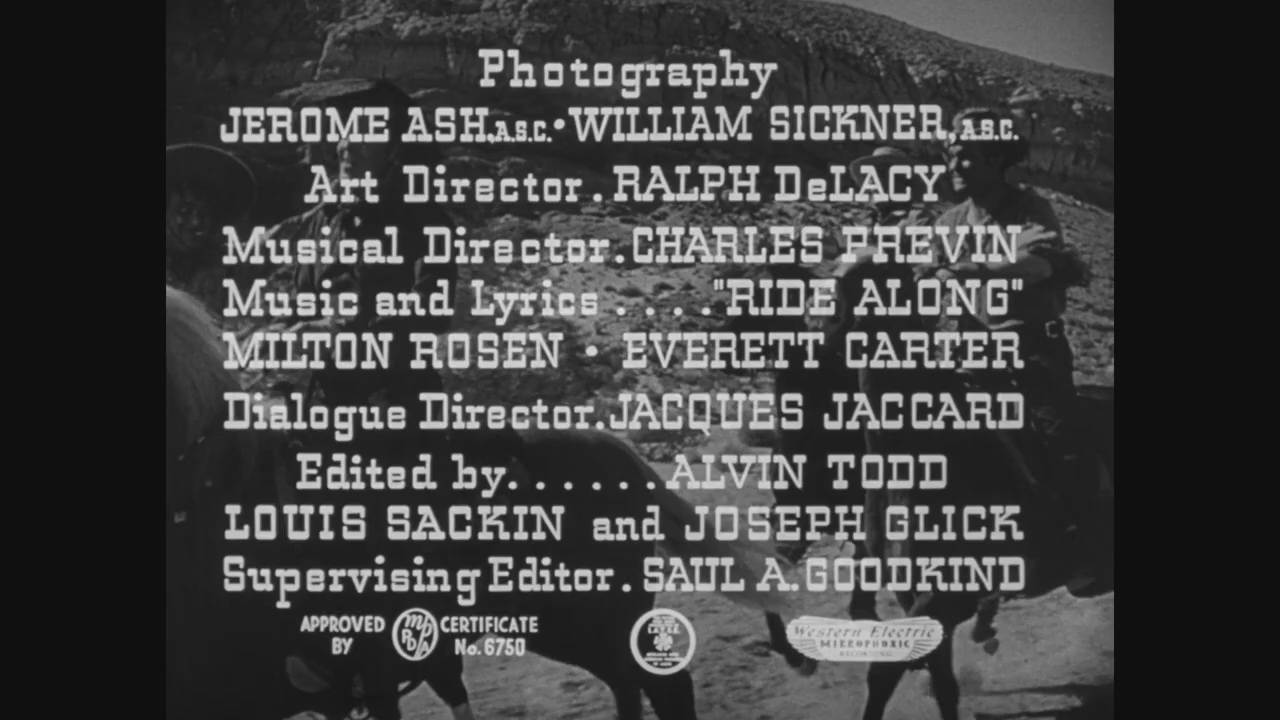 Photography
JEROME ASH, A.S.C. • WILLIAM SICKNER, A.S.C.
Art Director . RALPH DeLACY
Musical Director . CHARLES PREVIN
Music and Lyrics . . . . "RIDE ALONG"
MILTON ROSEN • EVERETT CARTER
Dialogue Director . JACQUES JACCARD
Edited by . . . . . . ALVIN TODD
LOUIS SACKIN and JOSEPH GLICK
Supervising Editor . SAUL A. GOODKIND
APPROVED BY MPPDA CERTIFICATE No. 6750
Western Electric
MIRROPHONIC
RECORDING